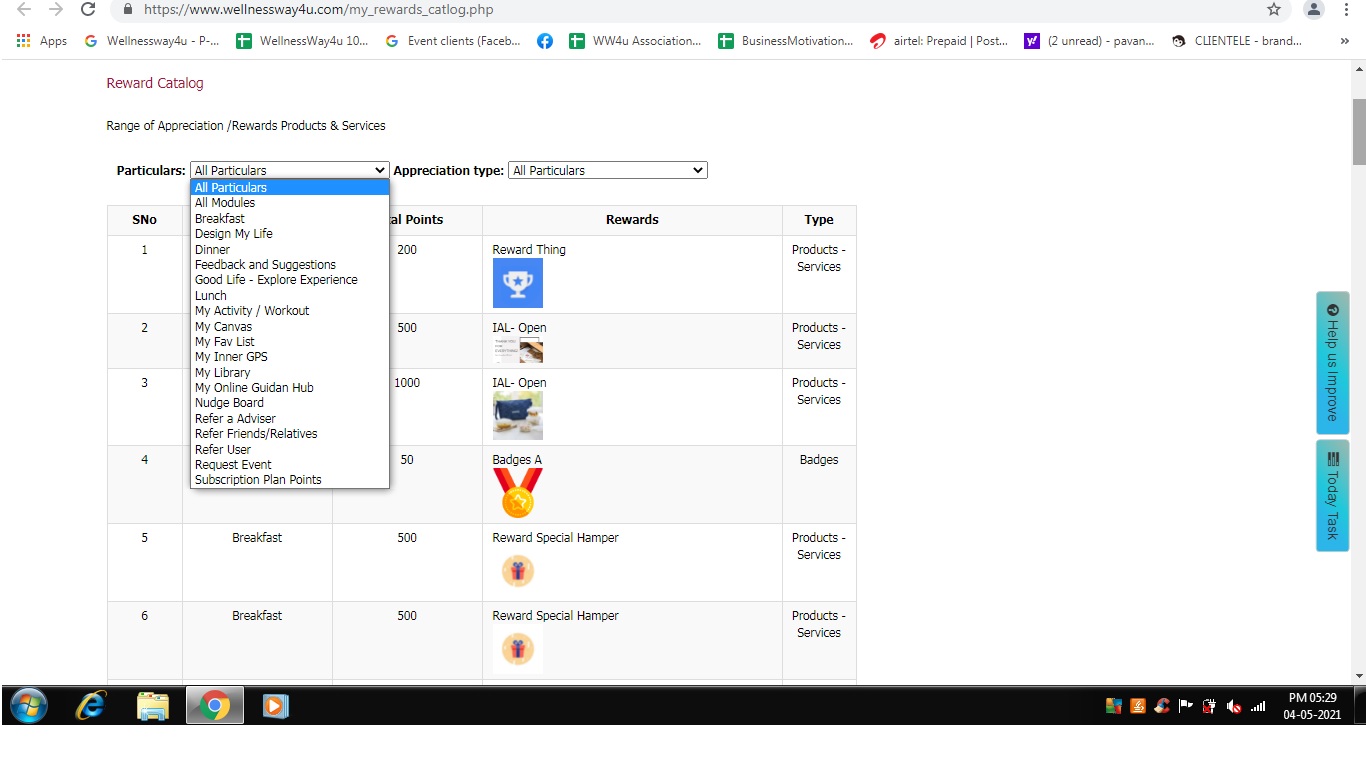 https://www.wellnessway4u.com/my_rewards_catlog.php
Apps Wellnessway4u - P-... WellnessWay4u 10... Event clients (Faceb... WW4u Association... BusinessMotivation... airtel: Prepaid | Post... (2 unread) - pavan... CLIENTELE - brand... »
Reward Catalog
Range of Appreciation /Rewards Products & Services
Particulars: All Particulars Appreciation type: All Particulars
All Particulars
All Modules
Breakfast
Design My Life
Dinner
Feedback and Suggestions
Good Life - Explore Experience
Lunch
My Activity / Workout
My Canvas
My Fav List
My Inner GPS
My Library
My Online Guidan Hub
Nudge Board
Refer a Adviser
Refer Friends/Relatives
Refer User
Request Event
Subscription Plan Points
SNo al Points Rewards Type
1 200 Reward Thing Products -
Services
2 500 IAL- Open Products -
Services
3 1000 IAL- Open Products -
Services
4 50 Badges A Badges
5 Breakfast 500 Reward Special Hamper Products -
Services
6 Breakfast 500 Reward Special Hamper Products -
Services
Help us Improve
Today Task
PM 05:29
04-05-2021